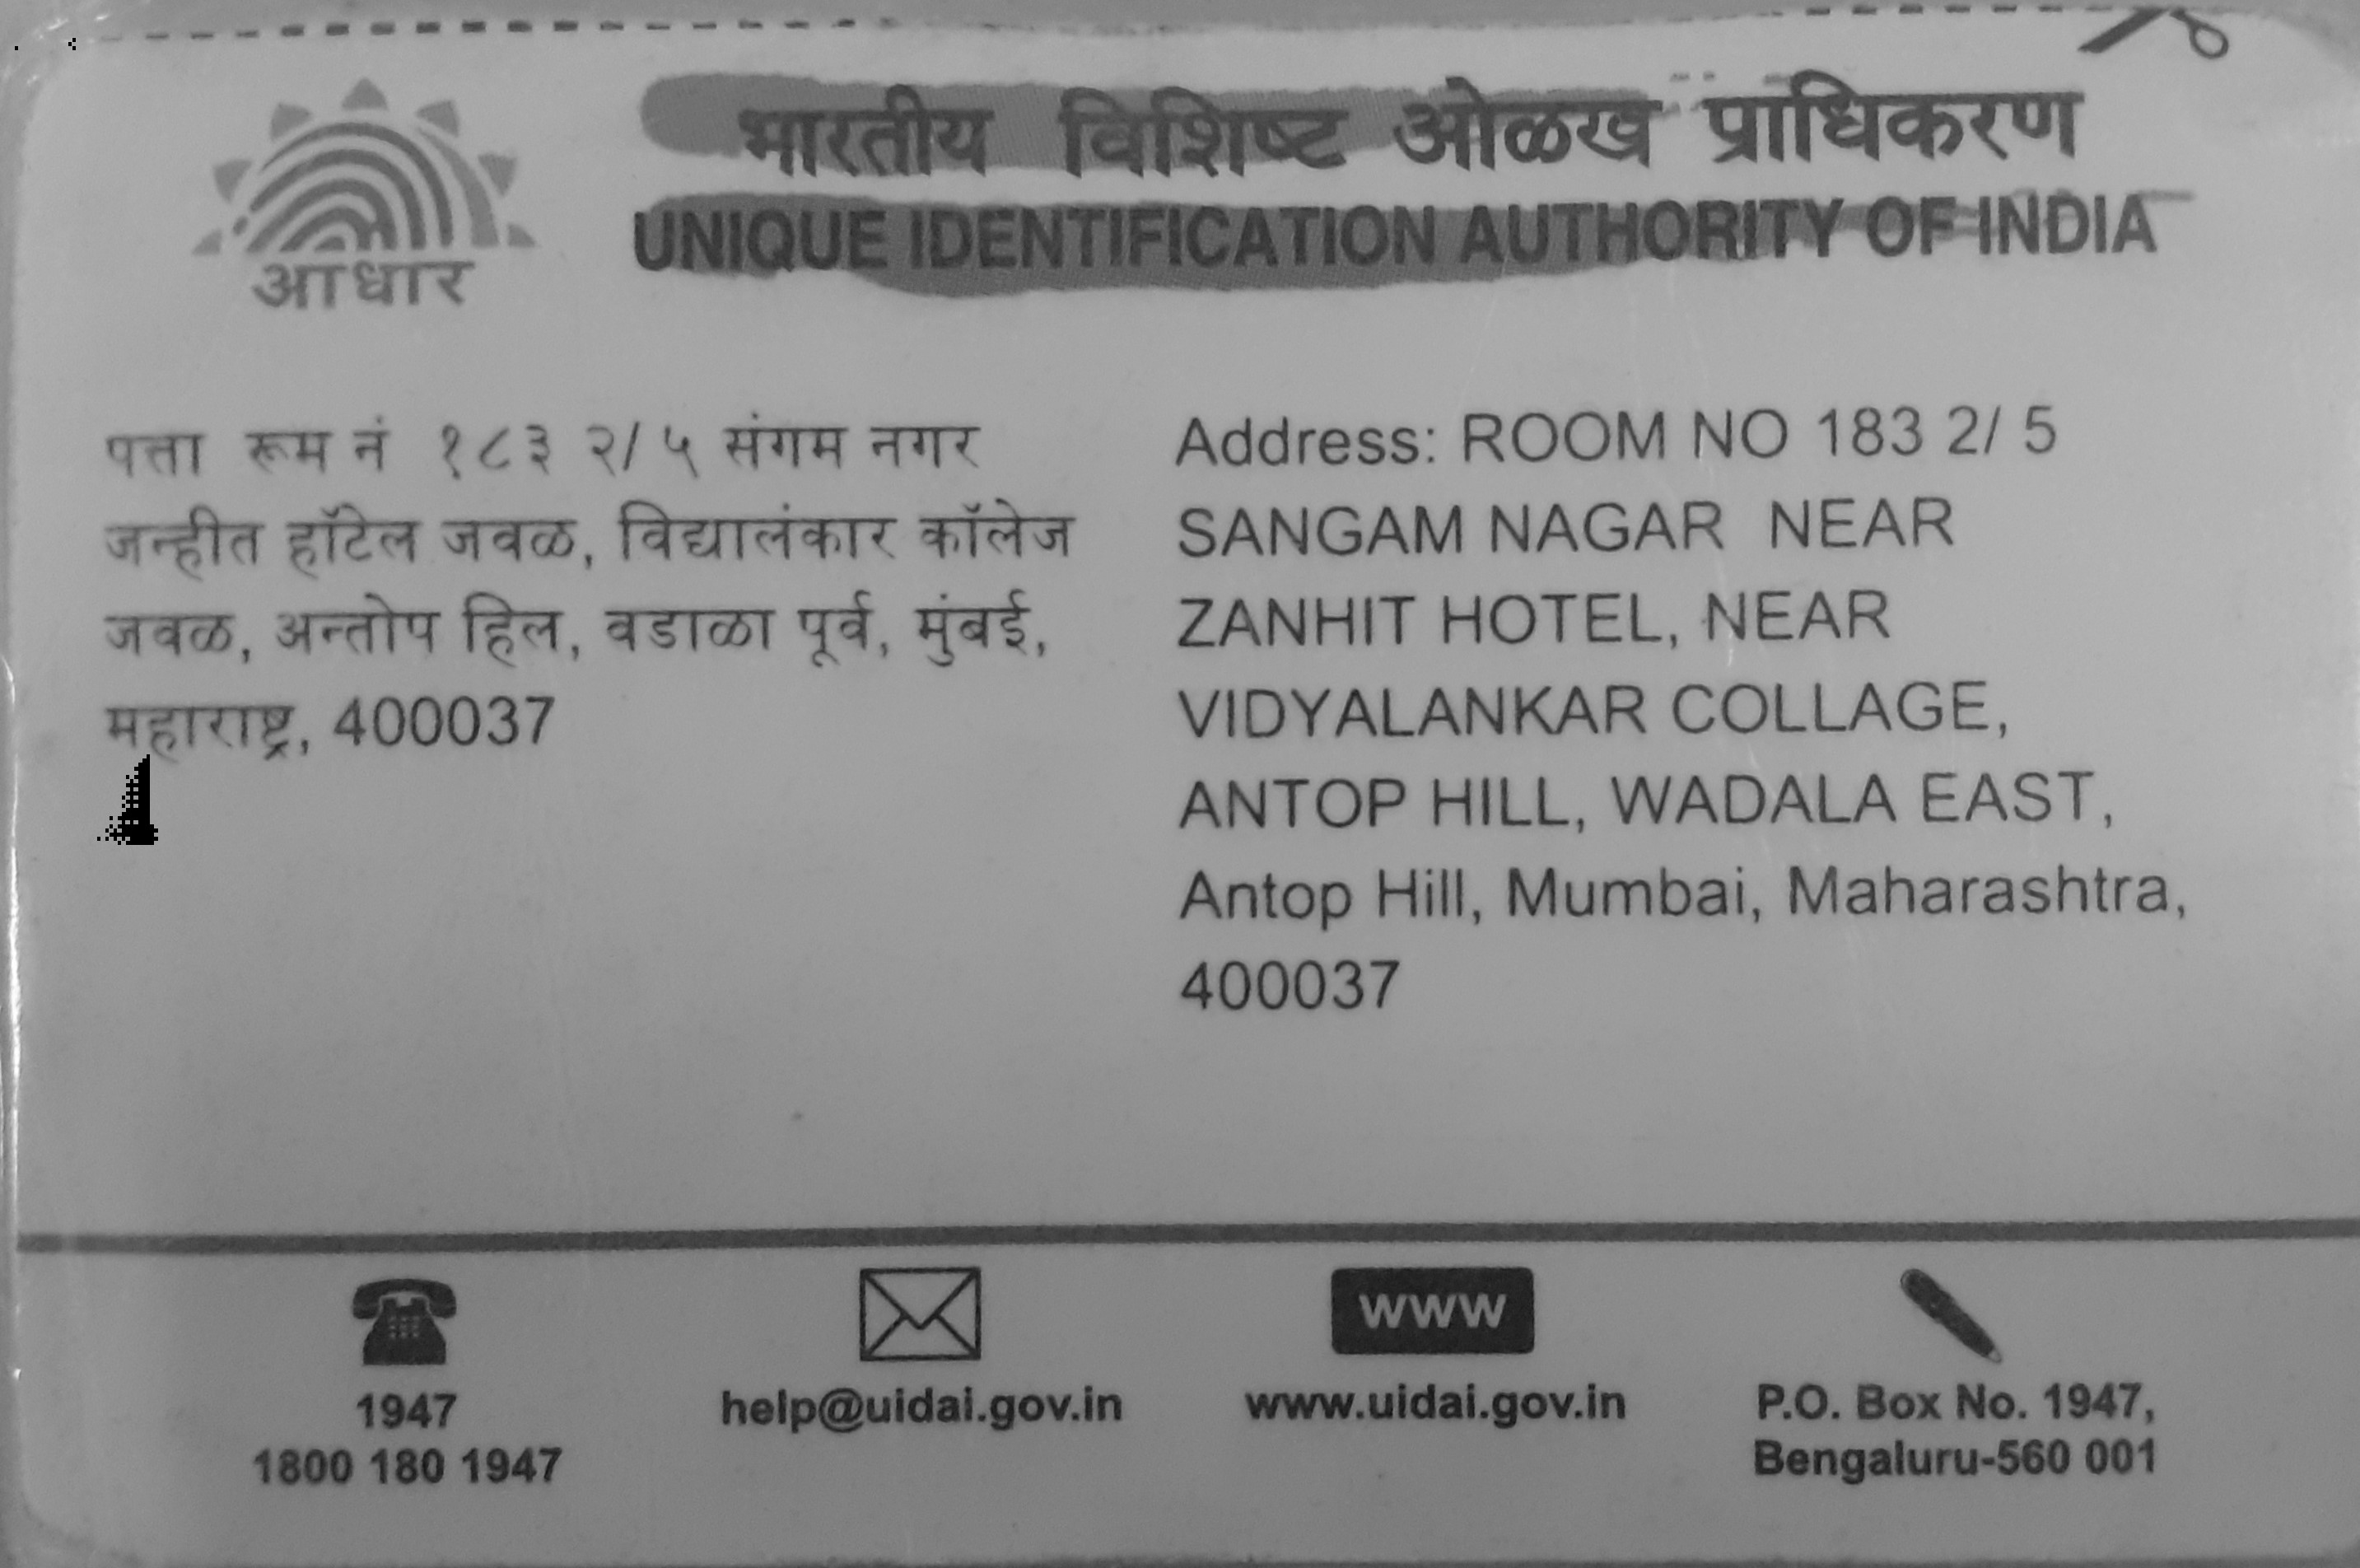 भारतीय विशिष्ट ओळख प्राधिकरण
UNIQUE IDENTIFICATION AUTHORITY OF INDIA
आधार
पत्ता रूम नं १८३ २/ ५ संगम नगर
जन्हीत हॉटेल जवळ, विद्यालंकार कॉलेज
जवळ, अन्तोप हिल, वडाळा पूर्व, मुंबई,
महाराष्ट्र, 400037
Address: ROOM NO 183 2/ 5
SANGAM NAGAR NEAR
ZANHIT HOTEL, NEAR
VIDYALANKAR COLLAGE,
ANTOP HILL, WADALA EAST,
Antop Hill, Mumbai, Maharashtra,
400037
1947
1800 180 1947
help@uidai.gov.in
www
www.uidai.gov.in
P.O. Box No. 1947,
Bengaluru-560 001